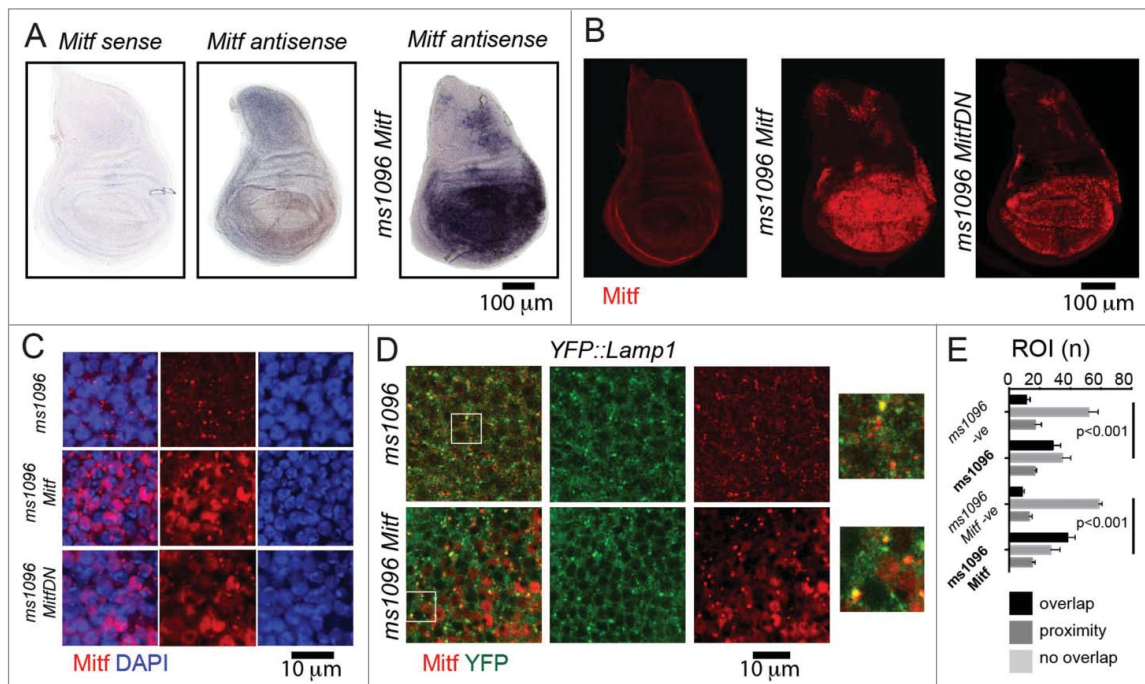 A
Mitf sense
Mitf antisense
Mitf antisense
ms1096 Mitf
100 μm
B
ms1096 Mitf
ms1096 MitfDN
Mitf
100 μm
C
ms1096
ms1096
Mitf
ms1096
MitfDN
Mitf DAPI
10 μm
D
YFP::Lamp1
ms1096
ms1096 Mitf
Mitf YFP
10 μm
E
ROI (n)
0
20
40
60
80
ms1096
-ve
p<0.001
ms1096
ms1096
Mitf -ve
p<0.001
ms1096
Mitf
overlap
proximity
no overlap